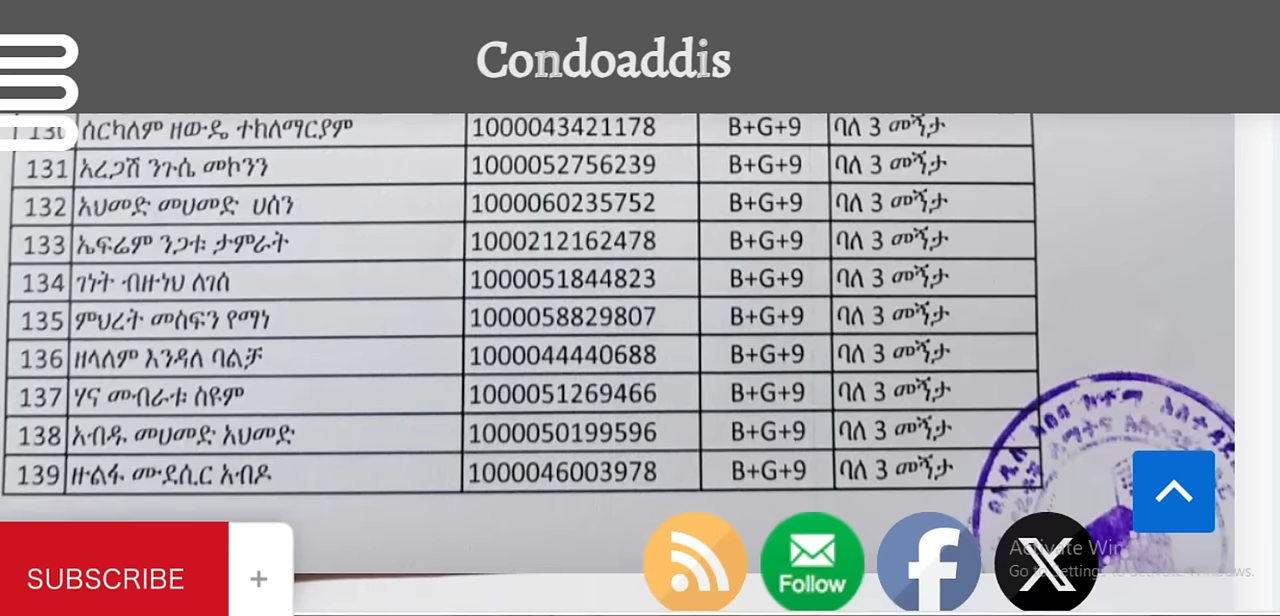 Condoaddis
130 ሰርካለም ዘውዴ ተክለማርያም 1000043421178 B+G+9 ባለ 3 መኝታ
131 አረጋሽ ንጉሴ መኮንን 1000052756239 B+G+9 ባለ 3 መኝታ
132 አህመድ መሀመድ ሀሰን 1000060235752 B+G+9 ባለ 3 መኝታ
133 ኤፍሬም ንጋቱ ታምራት 1000212162478 B+G+9 ባለ 3 መኝታ
134 ገነት ብዙነህ ለገሰ 1000051844823 B+G+9 ባለ 3 መኝታ
135 ምህረት መስፍን የማነ 1000058829807 B+G+9 ባለ 3 መኝታ
136 ዘላለም እንዳለ ባልቻ 1000044440688 B+G+9 ባለ 3 መኝታ
137 ሃና መብራቱ ስዩም 1000051269466 B+G+9 ባለ 3 መኝታ
138 አብዱ መሀመድ አህመድ 1000050199596 B+G+9 ባለ 3 መኝታ
139 ዙልፋ ሙደሲር አብዶ 1000046003978 B+G+9 ባለ 3 መኝታ
SUBSCRIBE +
Follow
Activate Win
Go to Settings to activate Windows.